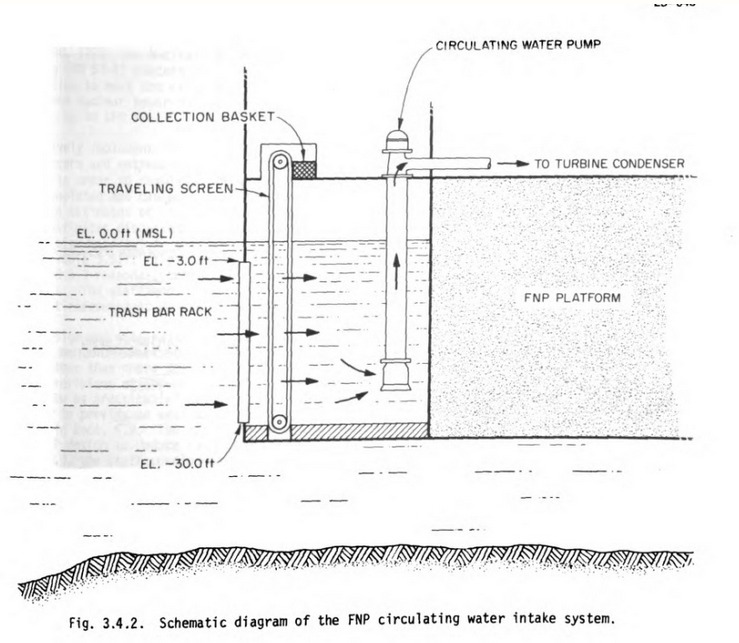 CIRCULATING WATER PUMP
COLLECTION BASKET
TO TURBINE CONDENSER
TRAVELING SCREEN
EL. 0.0 ft (MSL)
EL. -3.0 ft
FNP PLATFORM
TRASH BAR RACK
EL. -30.0 ft
Fig. 3.4.2. Schematic diagram of the FNP circulating water intake system.